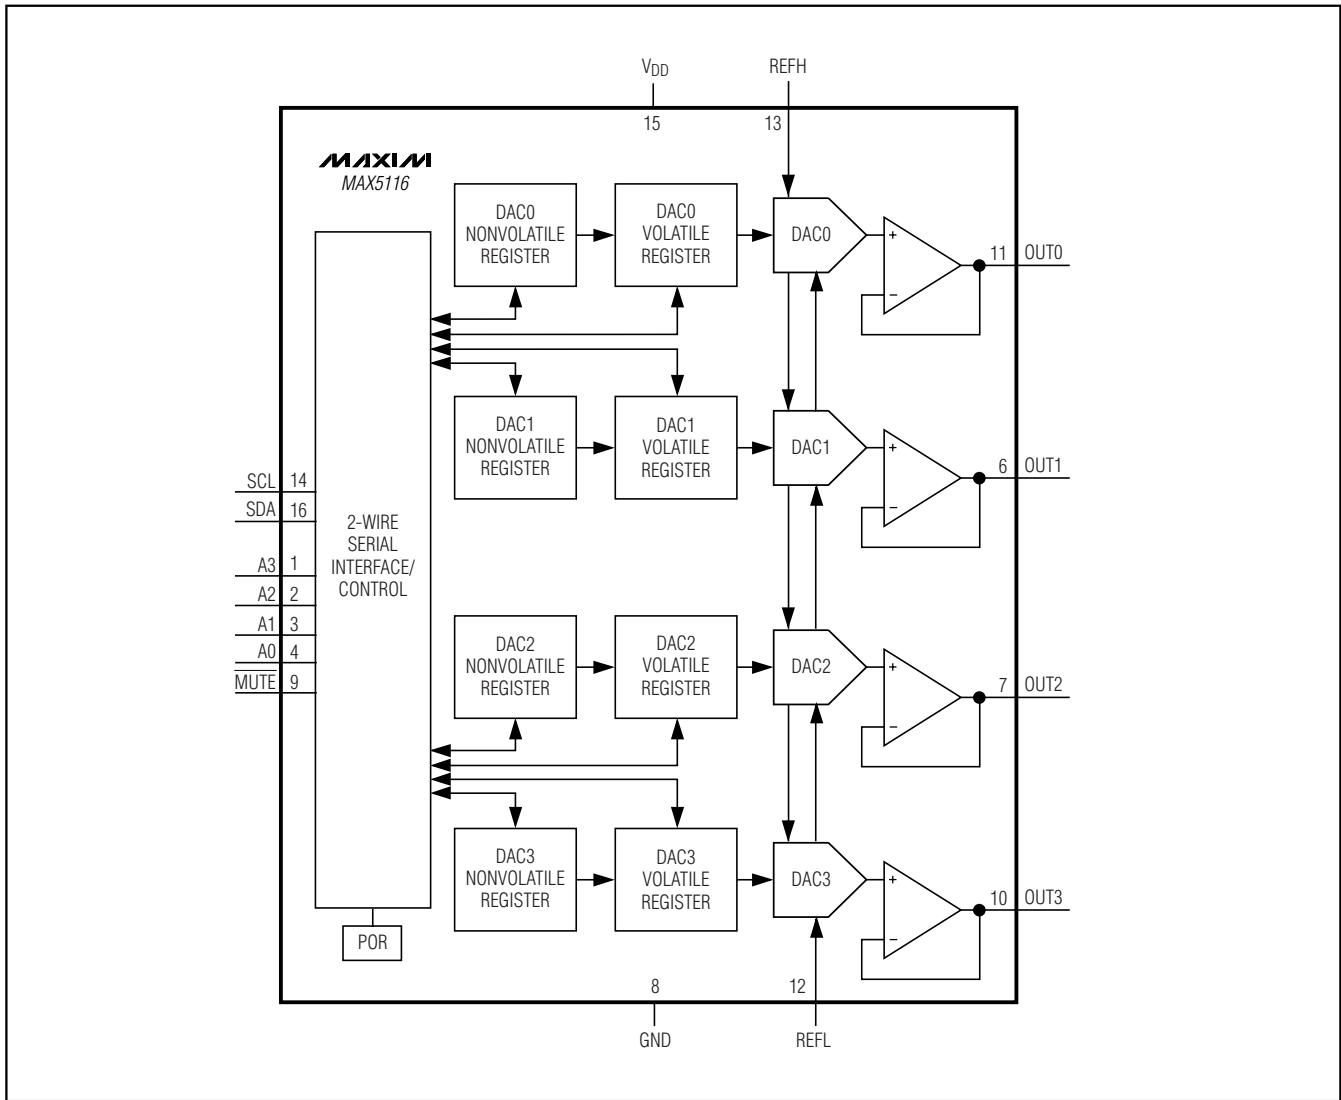 VDD
REFH
15
13
MAXIM
MAX5116
DAC0
NONVOLATILE
REGISTER
DAC0
VOLATILE
REGISTER
DAC0
+
−
11
OUT0
DAC1
NONVOLATILE
REGISTER
DAC1
VOLATILE
REGISTER
DAC1
+
−
6
OUT1
SCL
14
SDA
16
A3
1
A2
2
A1
3
A0
4
MUTE
9
2-WIRE
SERIAL
INTERFACE/
CONTROL
DAC2
NONVOLATILE
REGISTER
DAC2
VOLATILE
REGISTER
DAC2
+
−
7
OUT2
DAC3
NONVOLATILE
REGISTER
DAC3
VOLATILE
REGISTER
DAC3
+
−
10
OUT3
POR
8
12
GND
REFL